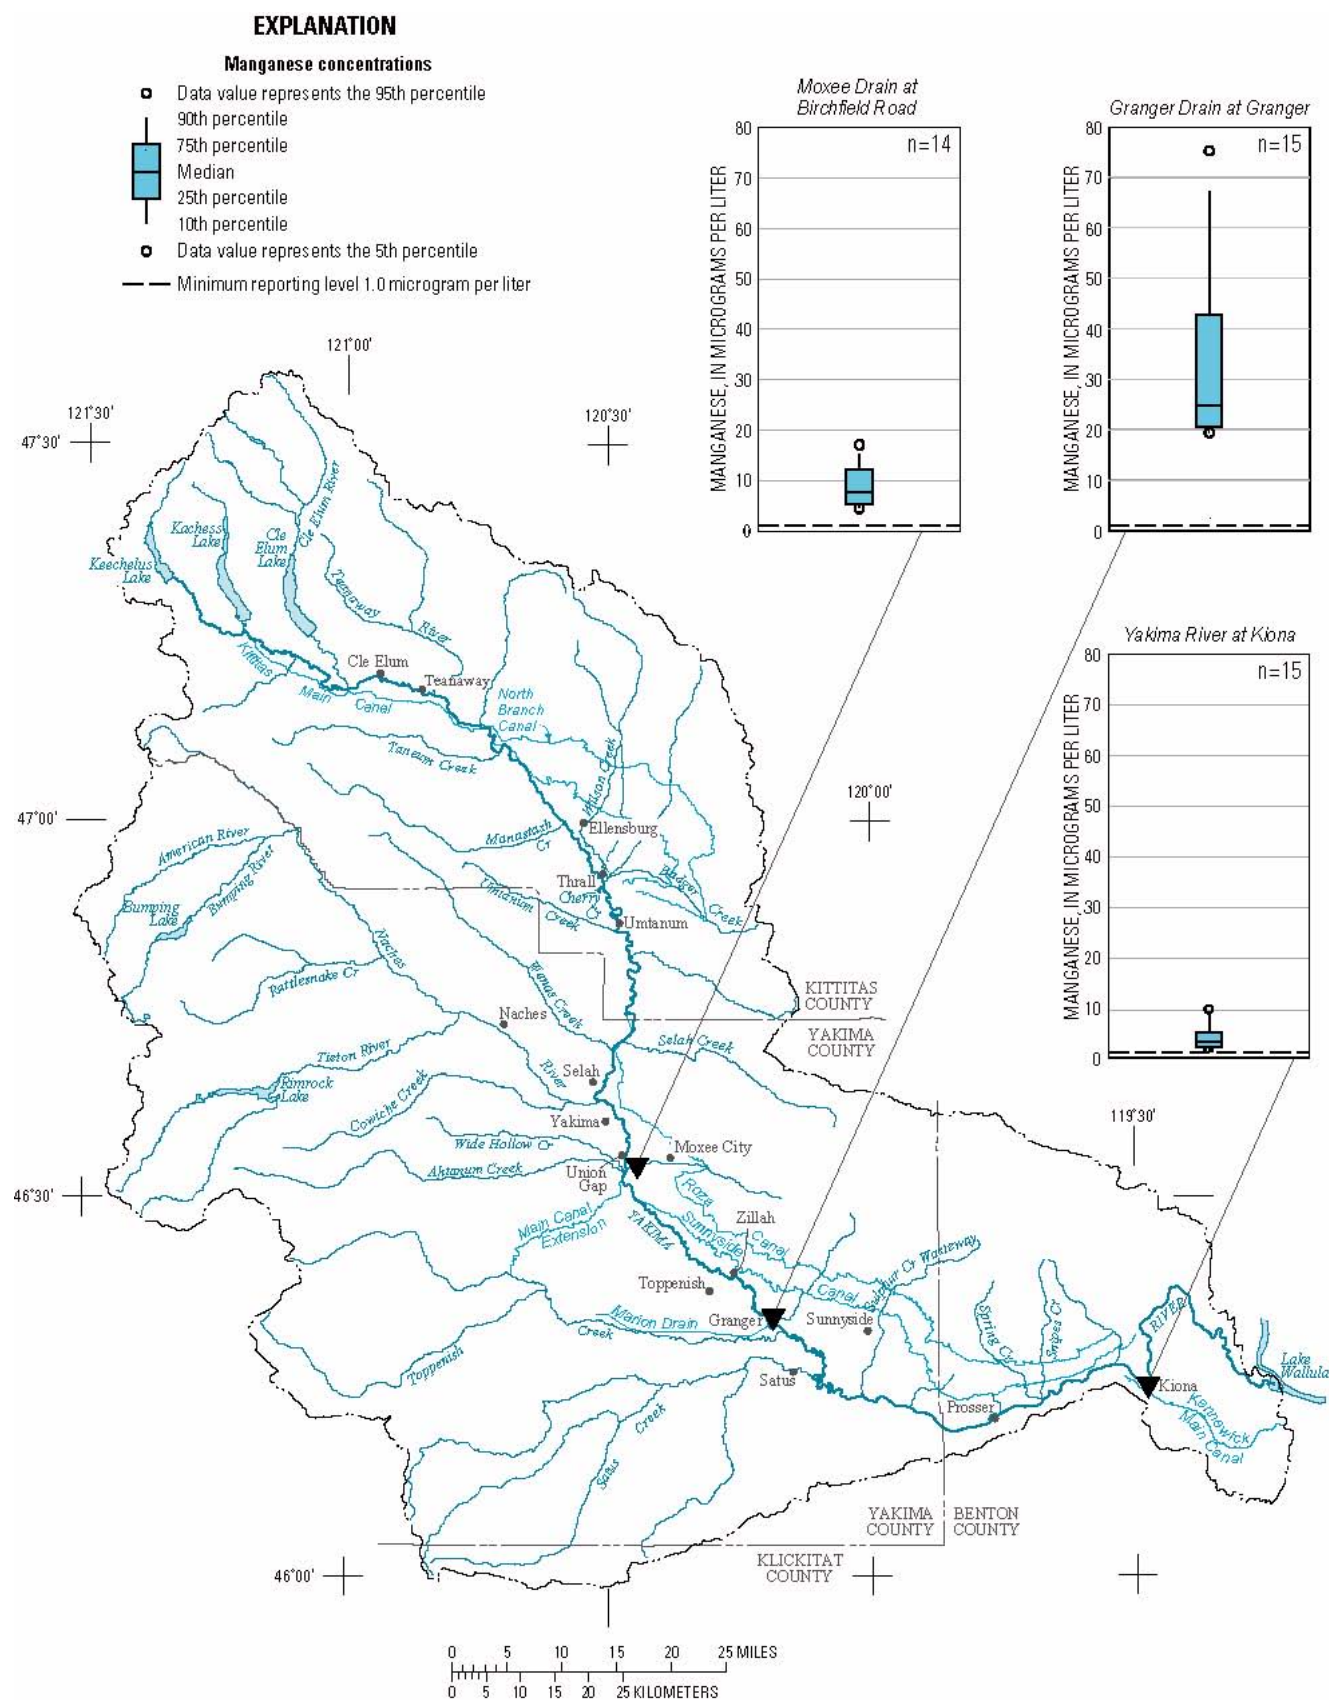 EXPLANATION
Manganese concentrations
Data value represents the 95th percentile
90th percentile
75th percentile
Median
25th percentile
10th percentile
Data value represents the 5th percentile
Minimum reporting level 1.0 microgram per liter
Moxee Drain at
Birchfield Road
n=14
MANGANESE, IN MICROGRAMS PER LITER
80
70
60
50
40
30
20
10
0
Granger Drain at Granger
n=15
MANGANESE, IN MICROGRAMS PER LITER
80
70
60
50
40
30
20
10
0
Yakima River at Kiona
n=15
MANGANESE, IN MICROGRAMS PER LITER
80
70
60
50
40
30
20
10
0
121°00'
121°30'
47°30'
120°30'
Cle Elum River
Kachess
Lake
Cle
Elum
Lake
Keechelus
Lake
Teanaway
River
Kittitas
Main
Canal
Cle Elum
Teanaway
North
Branch
Canal
Taneum Creek
Wilson Creek
120°00'
47°00'
American River
Bumping River
Bumping
Lake
Manastash
Cr
Ellensburg
Thrall
Cherry
Cr
Badger
Creek
Umtanum
Creek
Umtanum
Naches
Rattlesnake Cr
Wenas Creek
KITTITAS
COUNTY
YAKIMA
COUNTY
Naches
River
Tieton River
Selah Creek
Selah
Rimrock
Lake
Cowiche Creek
Yakima
119°30'
Wide Hollow Cr
Moxee City
Ahtanum Creek
Union
Gap
46°30'
Roza
Canal
Sunnyside
Canal
Main Canal
Extension
YAKIMA
Zillah
Sulphur Cr Wasteway
Toppenish
Granger
Sunnyside
Marion Drain
Creek
Toppenish
Spring Cr
Snipes Cr
RIVER
Lake
Wallula
Satus
Kiona
Kennewick
Main Canal
Prosser
Creek
Satus
YAKIMA
COUNTY
BENTON
COUNTY
KLICKITAT
COUNTY
46°00'
0 5 10 15 20 25 MILES
0 5 10 15 20 25 KILOMETERS